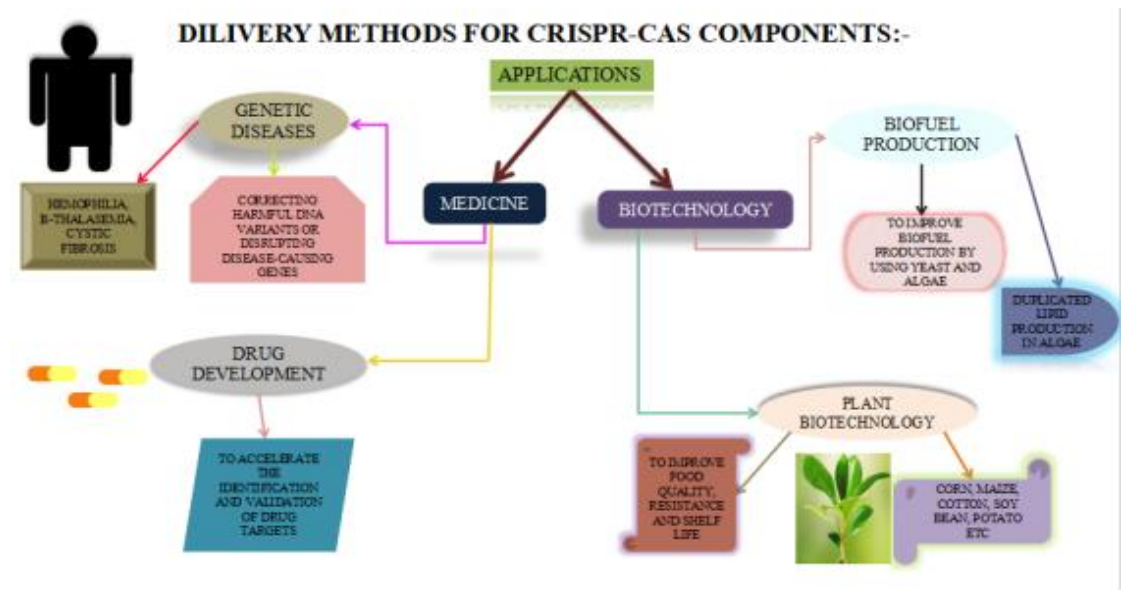 DILIVERY METHODS FOR CRISPR-CAS COMPONENTS:-
APPLICATIONS
GENETIC
DISEASES
HEMOPHILIA,
B-THALASEMIA,
CYSTIC
FIBROSIS
CORRECTING
HARMFUL DNA
VARIANTS OR
DISRUPTING
DISEASE-CAUSING
GENES
MEDICINE
BIOTECHNOLOGY
BIOFUEL
PRODUCTION
TO IMPROVE
BIOFUEL
PRODUCTION BY
USING YEAST AND
ALGAE
DUPLICATED
LIPID
PRODUCTION
IN ALGAE
DRUG
DEVELOPMENT
TO ACCELERATE
THE
IDENTIFICATION
AND VALIDATION
OF DRUG
TARGETS
PLANT
BIOTECHNOLOGY
TO IMPROVE
FOOD
QUALITY,
RESISTANCE
AND SHELF
LIFE
CORN, MAIZE,
COTTON, SOY
BEAN, POTATO
ETC